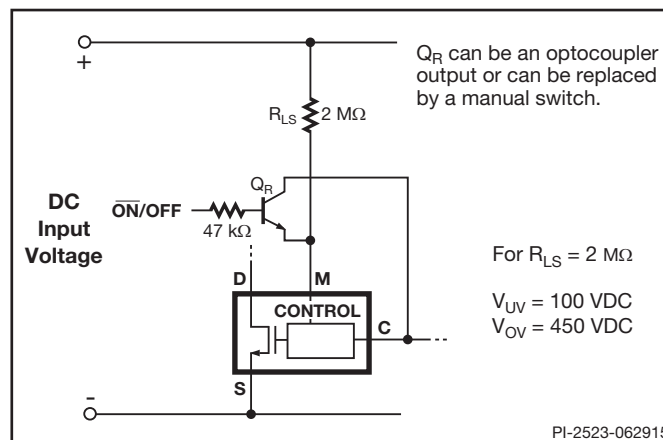 +
Q_R can be an optocoupler
output or can be replaced
by a manual switch.
R_LS 2 MΩ
Q_R
DC
Input
Voltage
O̅N̅/OFF
47 kΩ
For R_LS = 2 MΩ
D M
CONTROL
C
V_UV = 100 VDC
V_OV = 450 VDC
S
-
PI-2523-062915